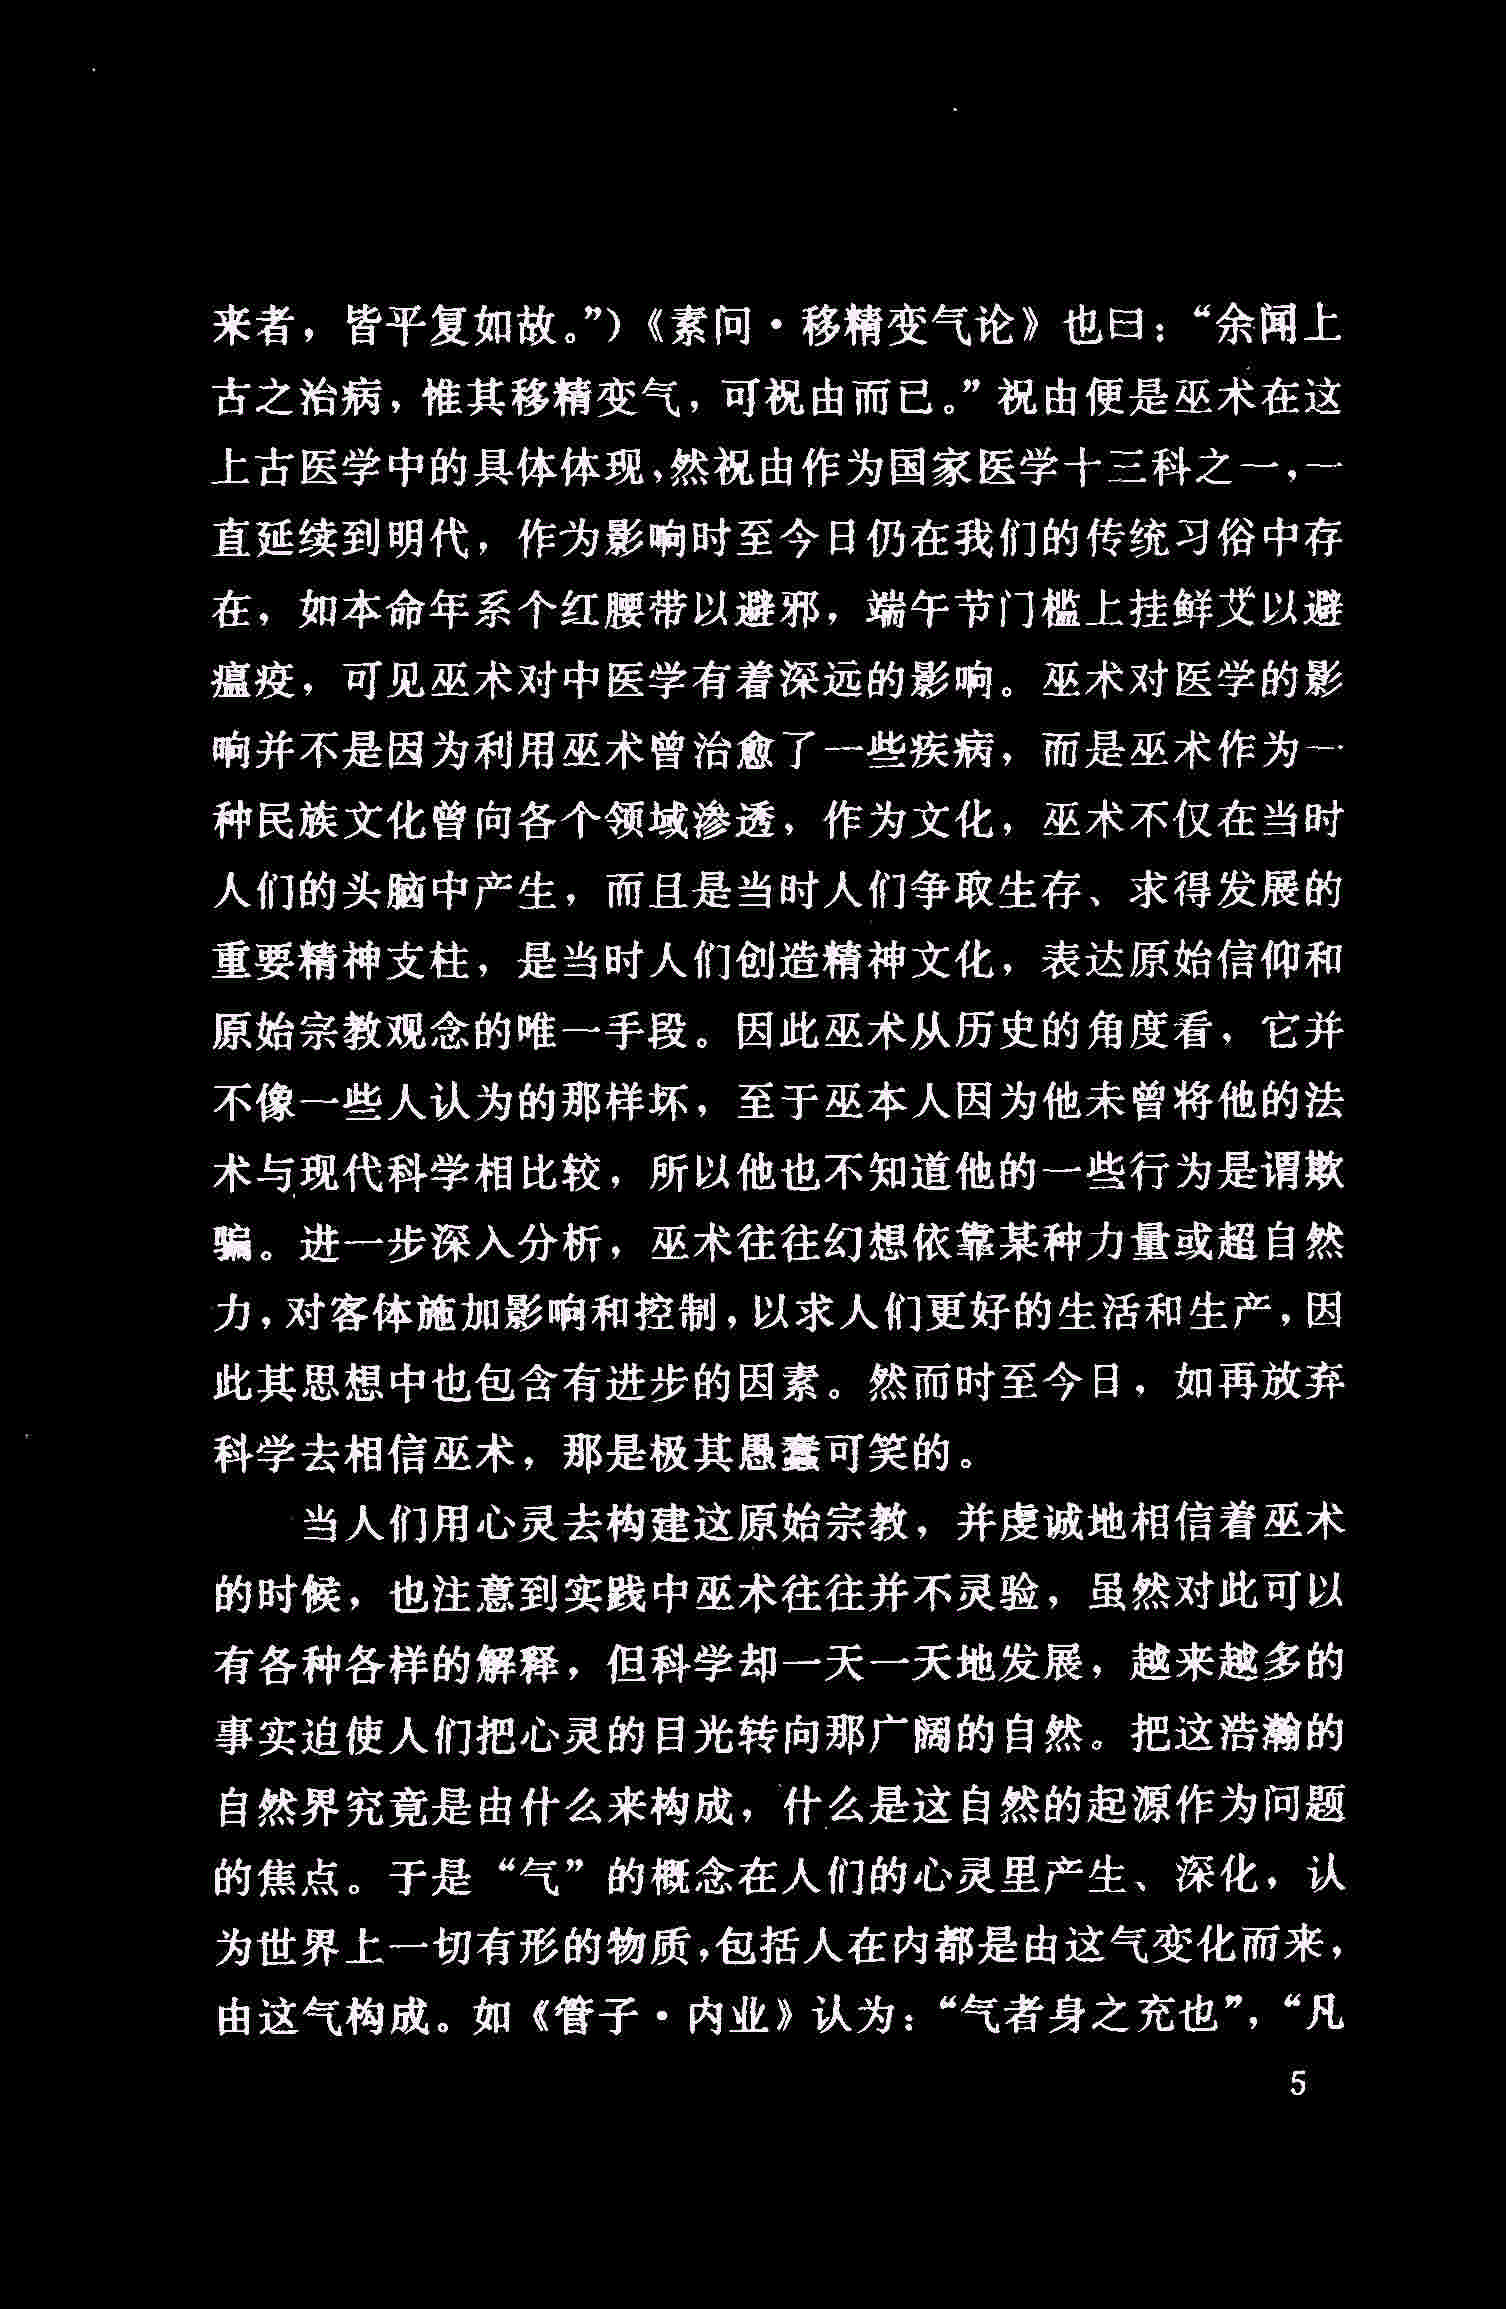 来者，皆平复如故。”）《素问·移精变气论》也曰：“余闻上
古之治病，惟其移精变气，可祝由而已。”祝由便是巫术在这
上古医学中的具体体现，然祝由作为国家医学十三科之一，一
直延续到明代，作为影响时至今日仍在我们的传统习俗中存
在，如本命年系个红腰带以避邪，端午节门槛上挂鲜艾以避
瘟疫，可见巫术对中医学有着深远的影响。巫术对医学的影
响并不是因为利用巫术曾治愈了一些疾病，而是巫术作为一
种民族文化曾向各个领域渗透，作为文化，巫术不仅在当时
人们的头脑中产生，而且是当时人们争取生存、求得发展的
重要精神支柱，是当时人们创造精神文化，表达原始信仰和
原始宗教观念的唯一手段。因此巫术从历史的角度看，它并
不像一些人认为的那样坏，至于巫本人因为他未曾将他的法
术与现代科学相比较，所以他也不知道他的一些行为是谓欺
骗。进一步深入分析，巫术往往幻想依靠某种力量或超自然
力，对客体施加影响和控制，以求人们更好的生活和生产，因
此其思想中也包含有进步的因素。然而时至今日，如再放弃
科学去相信巫术，那是极其愚蠢可笑的。
当人们用心灵去构建这原始宗教，并虔诚地相信着巫术
的时候，也注意到实践中巫术往往并不灵验，虽然对此可以
有各种各样的解释，但科学却一天一天地发展，越来越多的
事实迫使人们把心灵的目光转向那广阔的自然。把这浩瀚的
自然界究竟是由什么来构成，什么是这自然的起源作为问题
的焦点。于是“气”的概念在人们的心灵里产生、深化，认
为世界上一切有形的物质，包括人在内都是由这气变化而来，
由这气构成。如《管子·内业》认为：“气者身之充也”，“凡
5